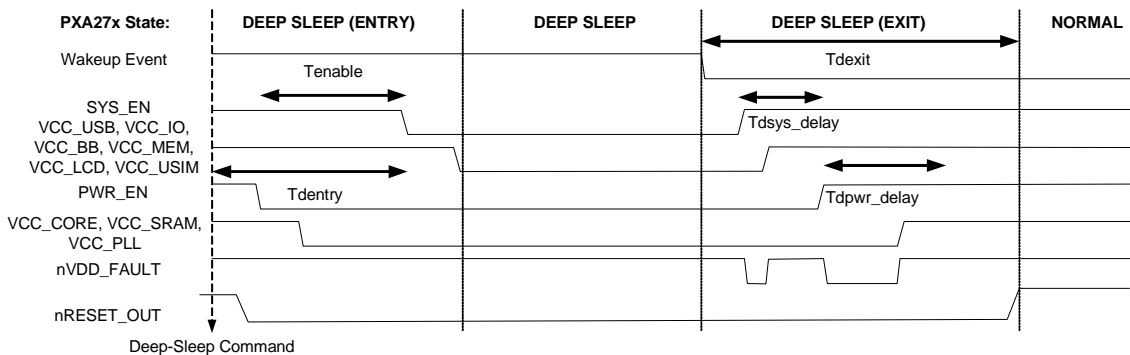 PXA27x State: DEEP SLEEP (ENTRY) DEEP SLEEP DEEP SLEEP (EXIT) NORMAL
Wakeup Event
Tdexit
Tenable
SYS_EN
VCC_USB, VCC_IO,
Tdsys_delay
VCC_BB, VCC_MEM,
VCC_LCD, VCC_USIM
PWR_EN
Tdentry
Tdpwr_delay
VCC_CORE, VCC_SRAM,
VCC_PLL
nVDD_FAULT
nRESET_OUT
Deep-Sleep Command